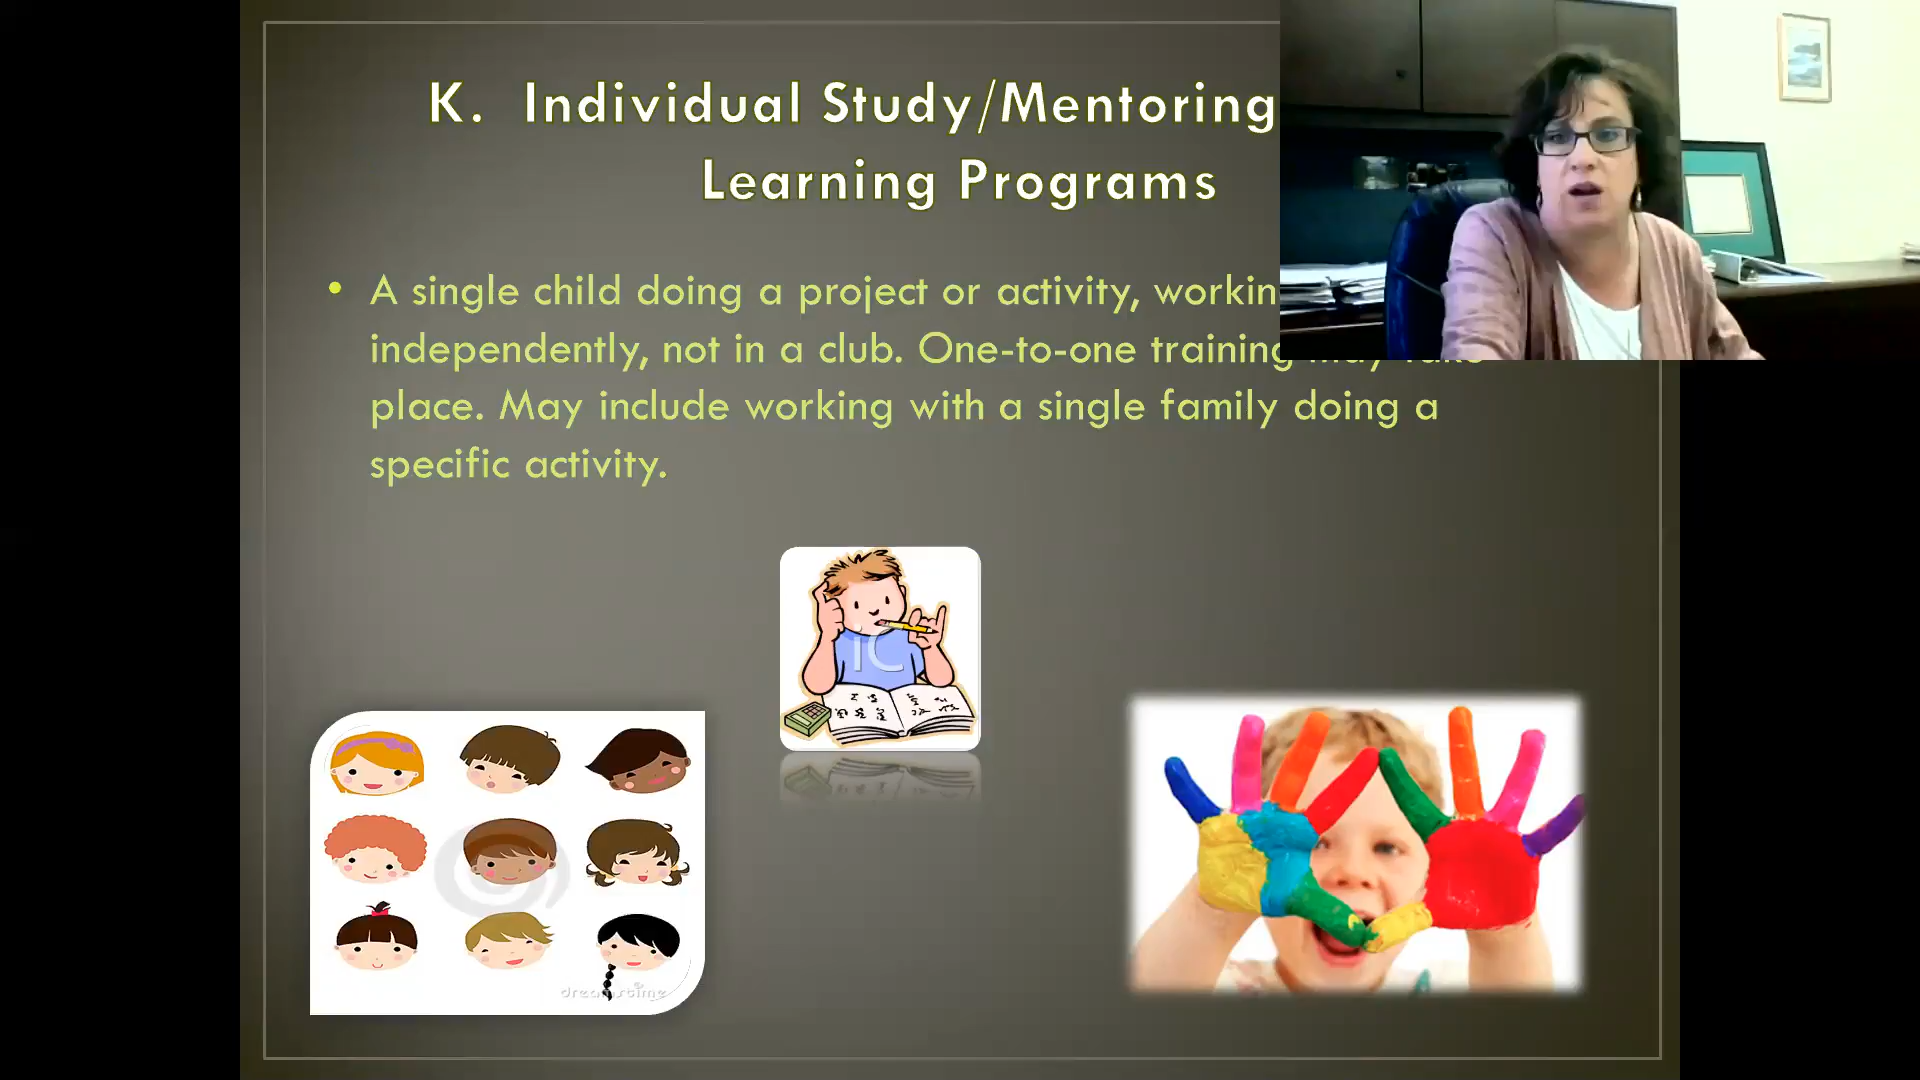 K. Individual Study/Mentoring
Learning Programs
• A single child doing a project or activity,
independently, not in a club. One-to-one training
place. May include working with a single family doing a
specific activity.
iC
dreamstime